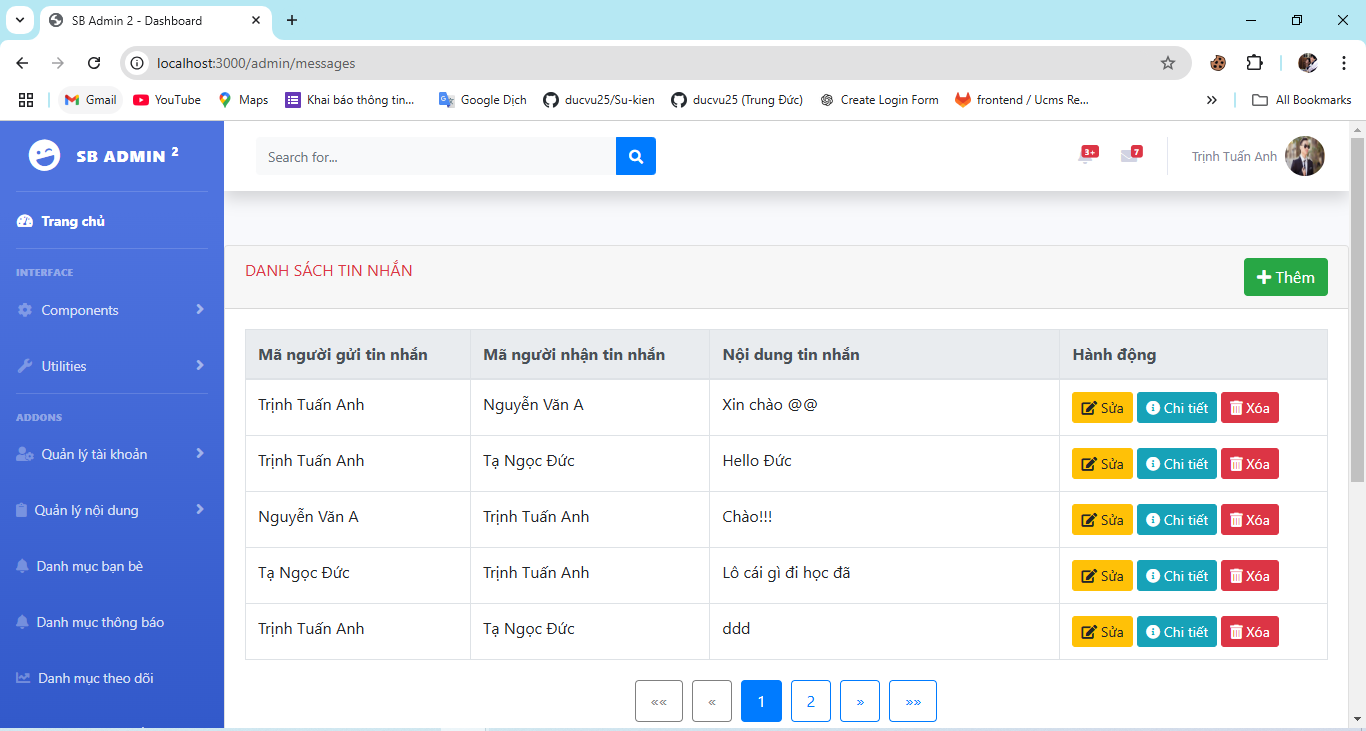 SB Admin 2 - Dashboard
localhost:3000/admin/messages
Gmail YouTube Maps Khai báo thông tin... Google Dịch ducvu25/Su-kien ducvu25 (Trung Đức) Create Login Form frontend / Ucms Re... All Bookmarks
SB ADMIN 2
Search for...
3+
7
Trịnh Tuấn Anh
Trang chủ
INTERFACE
Components
Utilities
ADDONS
Quản lý tài khoản
Quản lý nội dung
Danh mục bạn bè
Danh mục thông báo
Danh mục theo dõi
DANH SÁCH TIN NHẮN
Thêm
Mã người gửi tin nhắn Mã người nhận tin nhắn Nội dung tin nhắn Hành động
Trịnh Tuấn Anh Nguyễn Văn A Xin chào @@ Sửa Chi tiết Xóa
Trịnh Tuấn Anh Tạ Ngọc Đức Hello Đức Sửa Chi tiết Xóa
Nguyễn Văn A Trịnh Tuấn Anh Chào!!! Sửa Chi tiết Xóa
Tạ Ngọc Đức Trịnh Tuấn Anh Lô cái gì đi học đã Sửa Chi tiết Xóa
Trịnh Tuấn Anh Tạ Ngọc Đức ddd Sửa Chi tiết Xóa
«« « 1 2 » »»